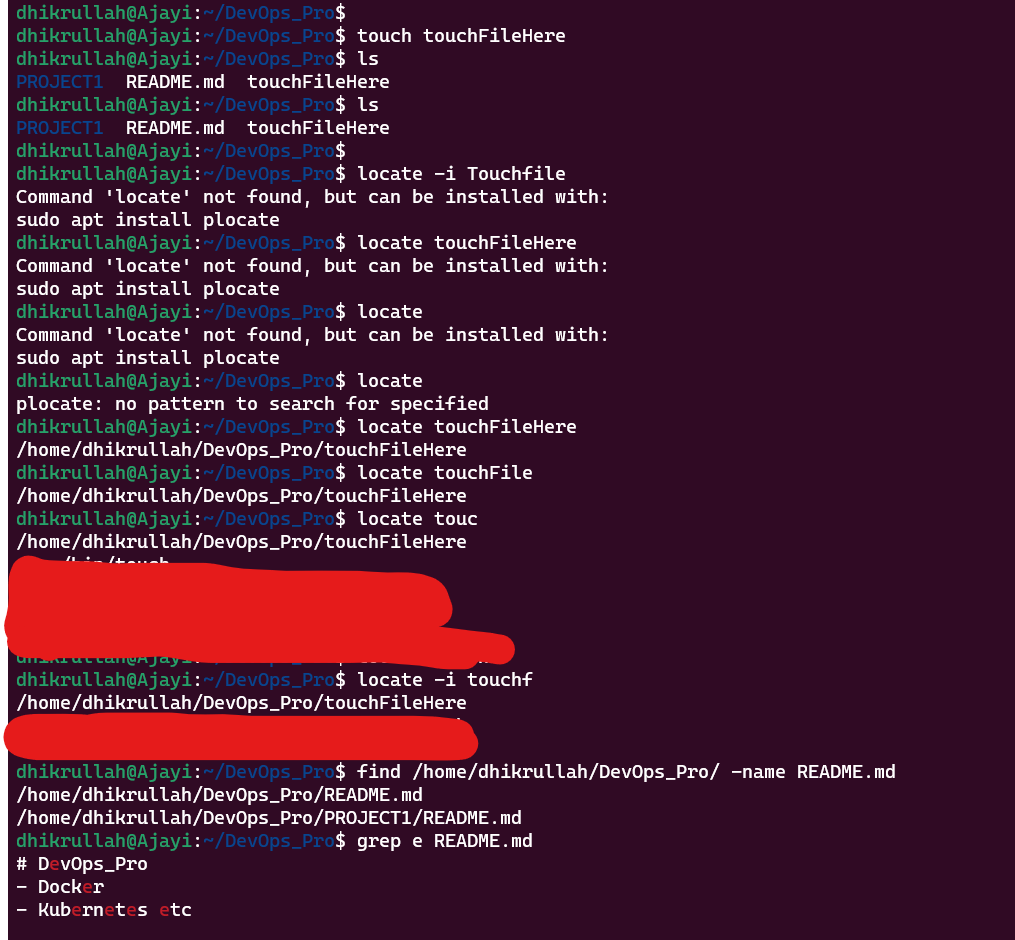 dhikrullah@Ajayi:~/DevOps_Pro$
dhikrullah@Ajayi:~/DevOps_Pro$ touch touchFileHere
dhikrullah@Ajayi:~/DevOps_Pro$ ls
PROJECT1  README.md  touchFileHere
dhikrullah@Ajayi:~/DevOps_Pro$ ls
PROJECT1  README.md  touchFileHere
dhikrullah@Ajayi:~/DevOps_Pro$
dhikrullah@Ajayi:~/DevOps_Pro$ locate -i Touchfile
Command 'locate' not found, but can be installed with:
sudo apt install plocate
dhikrullah@Ajayi:~/DevOps_Pro$ locate touchFileHere
Command 'locate' not found, but can be installed with:
sudo apt install plocate
dhikrullah@Ajayi:~/DevOps_Pro$ locate
Command 'locate' not found, but can be installed with:
sudo apt install plocate
dhikrullah@Ajayi:~/DevOps_Pro$ locate
plocate: no pattern to search for specified
dhikrullah@Ajayi:~/DevOps_Pro$ locate touchFileHere
/home/dhikrullah/DevOps_Pro/touchFileHere
dhikrullah@Ajayi:~/DevOps_Pro$ locate touchFile
/home/dhikrullah/DevOps_Pro/touchFileHere
dhikrullah@Ajayi:~/DevOps_Pro$ locate touc
/home/dhikrullah/DevOps_Pro/touchFileHere
/bin/touch
dhikrullah@Ajayi:~/DevOps_Pro$ locate -i touchf
/home/dhikrullah/DevOps_Pro/touchFileHere
dhikrullah@Ajayi:~/DevOps_Pro$ find /home/dhikrullah/DevOps_Pro/ -name README.md
/home/dhikrullah/DevOps_Pro/README.md
/home/dhikrullah/DevOps_Pro/PROJECT1/README.md
dhikrullah@Ajayi:~/DevOps_Pro$ grep e README.md
# DevOps_Pro
- Docker
- Kubernetes etc